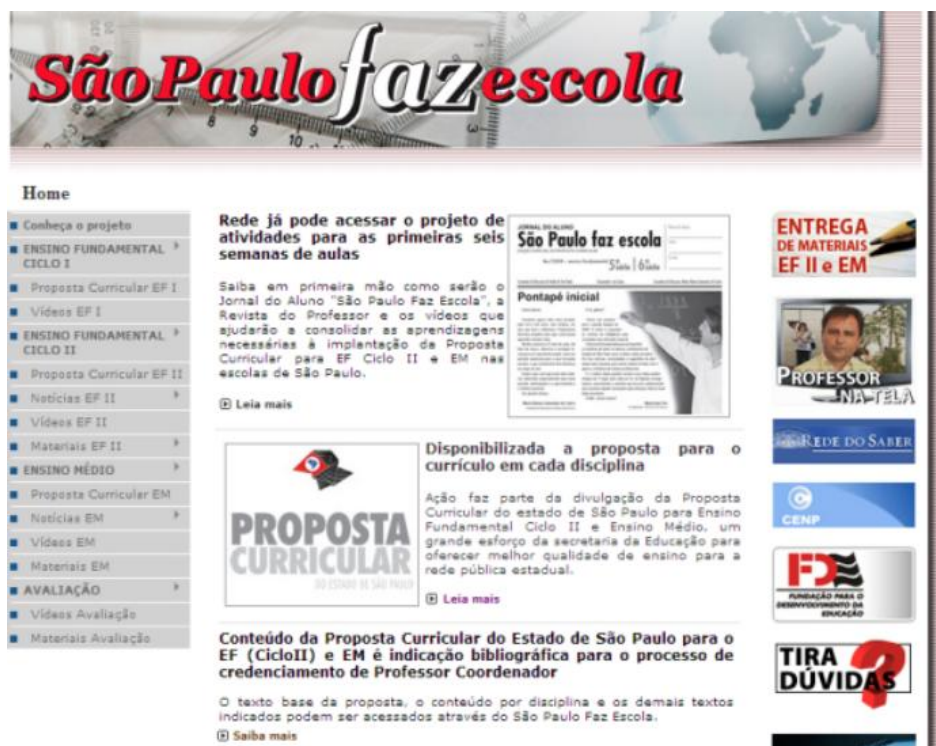 São Paulo faz escola
Home
Conheça o projeto
ENSINO FUNDAMENTAL
CICLO I
Proposta Curricular EF I
Vídeos EF I
ENSINO FUNDAMENTAL
CICLO II
Proposta Curricular EF II
Notícias EF II
Vídeos EF II
Materiais EF II
ENSINO MÉDIO
Proposta Curricular EM
Notícias EM
Vídeos EM
Materiais EM
AVALIAÇÃO
Vídeos Avaliação
Materiais Avaliação
Rede já pode acessar o projeto de
atividades para as primeiras seis
semanas de aulas
Saiba em primeira mão como serão o
Jornal do Aluno "São Paulo Faz Escola", a
Revista do Professor e os vídeos que
ajudarão a consolidar as aprendizagens
necessárias à implantação da Proposta
Curricular para EF Ciclo II e EM nas
escolas de São Paulo.
Leia mais
JORNAL DO ALUNO
São Paulo faz escola
5ª série 6ª série
Pontapé inicial
PROPOSTA
CURRICULAR
DO ESTADO DE SÃO PAULO
Disponibilizada a proposta para o
currículo em cada disciplina
Ação faz parte da divulgação da Proposta
Curricular do estado de São Paulo para Ensino
Fundamental Ciclo II e Ensino Médio, um
grande esforço da secretaria da Educação para
oferecer melhor qualidade de ensino para a
rede pública estadual.
Leia mais
Conteúdo da Proposta Curricular do Estado de São Paulo para o
EF (CicloII) e EM é indicação bibliográfica para o processo de
credenciamento de Professor Coordenador
O texto base da proposta, o conteúdo por disciplina e os demais textos
indicados podem ser acessados através do São Paulo Faz Escola.
Saiba mais
ENTREGA
DE MATERIAIS
EF II e EM
PROFESSOR
NA TELA
REDE DO SABER
CENP
FDE
FUNDAÇÃO PARA O
DESENVOLVIMENTO DA
EDUCAÇÃO
TIRA
DÚVIDAS